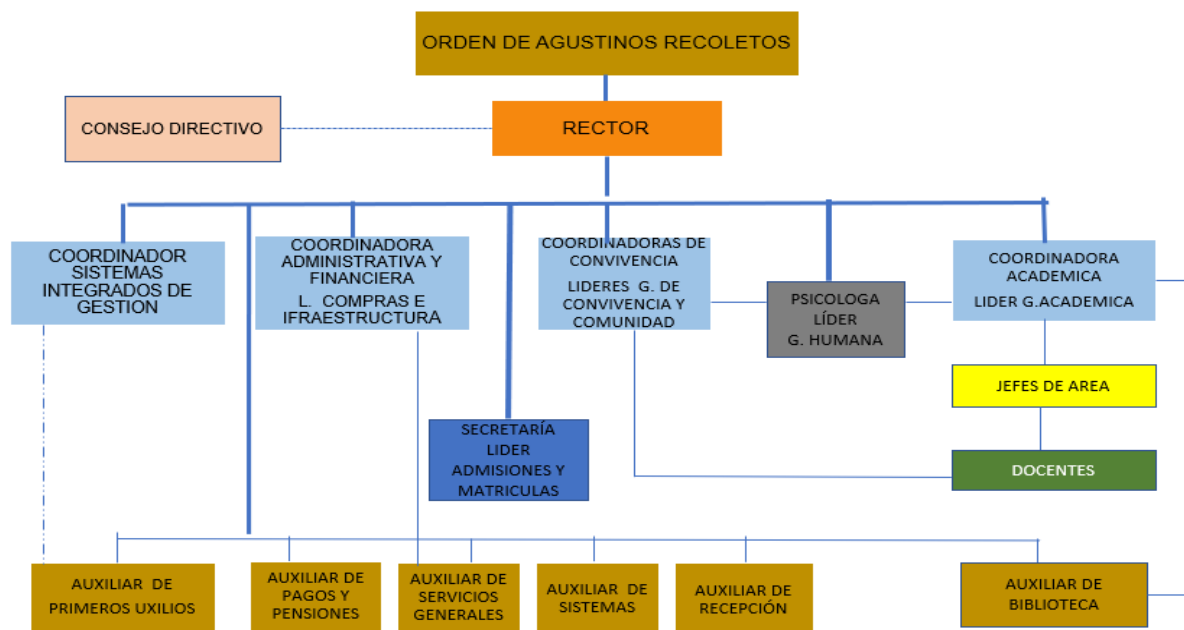 ORDEN DE AGUSTINOS RECOLETOS
CONSEJO DIRECTIVO
RECTOR
COORDINADOR
SISTEMAS
INTEGRADOS DE
GESTION
COORDINADORA
ADMINISTRATIVA Y
FINANCIERA
L. COMPRAS E
IFRAESTRUCTURA
COORDINADORAS DE
CONVIVENCIA
LIDERES G. DE
CONVIVENCIA Y
COMUNIDAD
PSICOLOGA
LÍDER
G. HUMANA
COORDINADORA
ACADEMICA
LIDER G.ACADEMICA
JEFES DE AREA
SECRETARÍA
LIDER
ADMISIONES Y
MATRICULAS
DOCENTES
AUXILIAR DE
PRIMEROS UXILIOS
AUXILIAR DE
PAGOS Y
PENSIONES
AUXILIAR DE
SERVICIOS
GENERALES
AUXILIAR DE
SISTEMAS
AUXILIAR DE
RECEPCIÓN
AUXILIAR DE
BIBLIOTECA